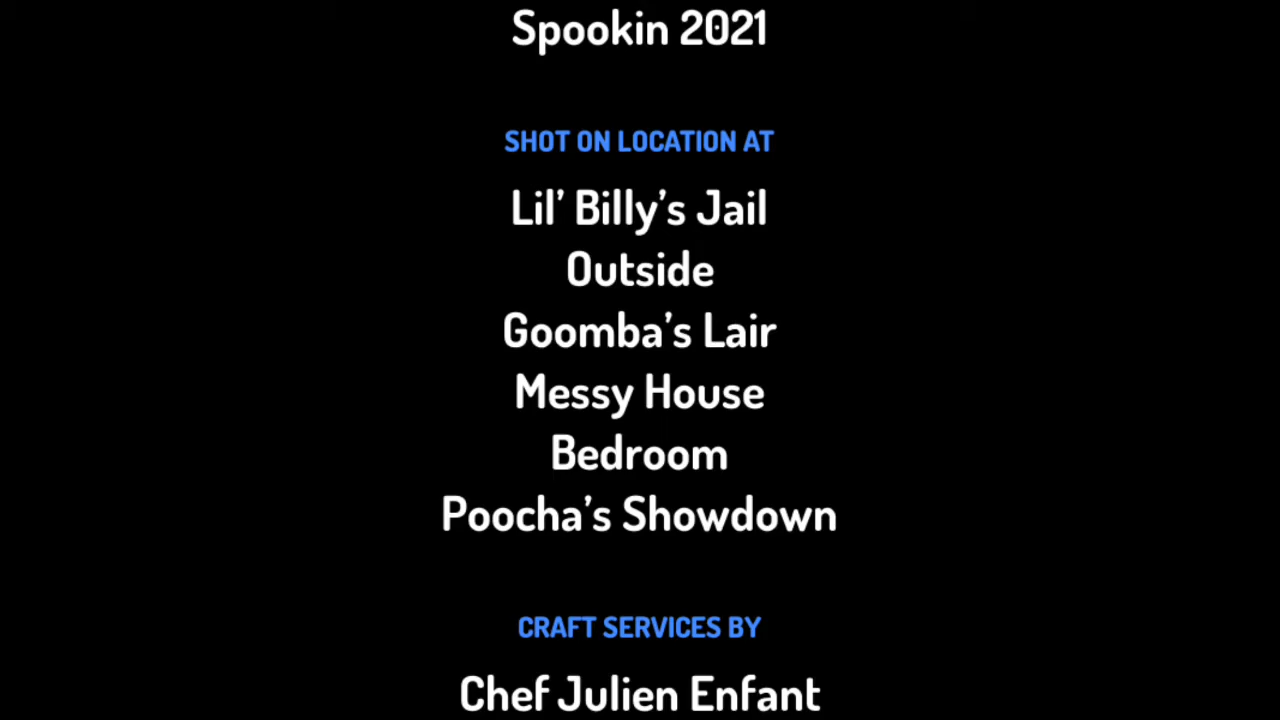 Spookin 2021
SHOT ON LOCATION AT
Lil’ Billy’s Jail
Outside
Goomba’s Lair
Messy House
Bedroom
Poocha’s Showdown
CRAFT SERVICES BY
Chef Julien Enfant